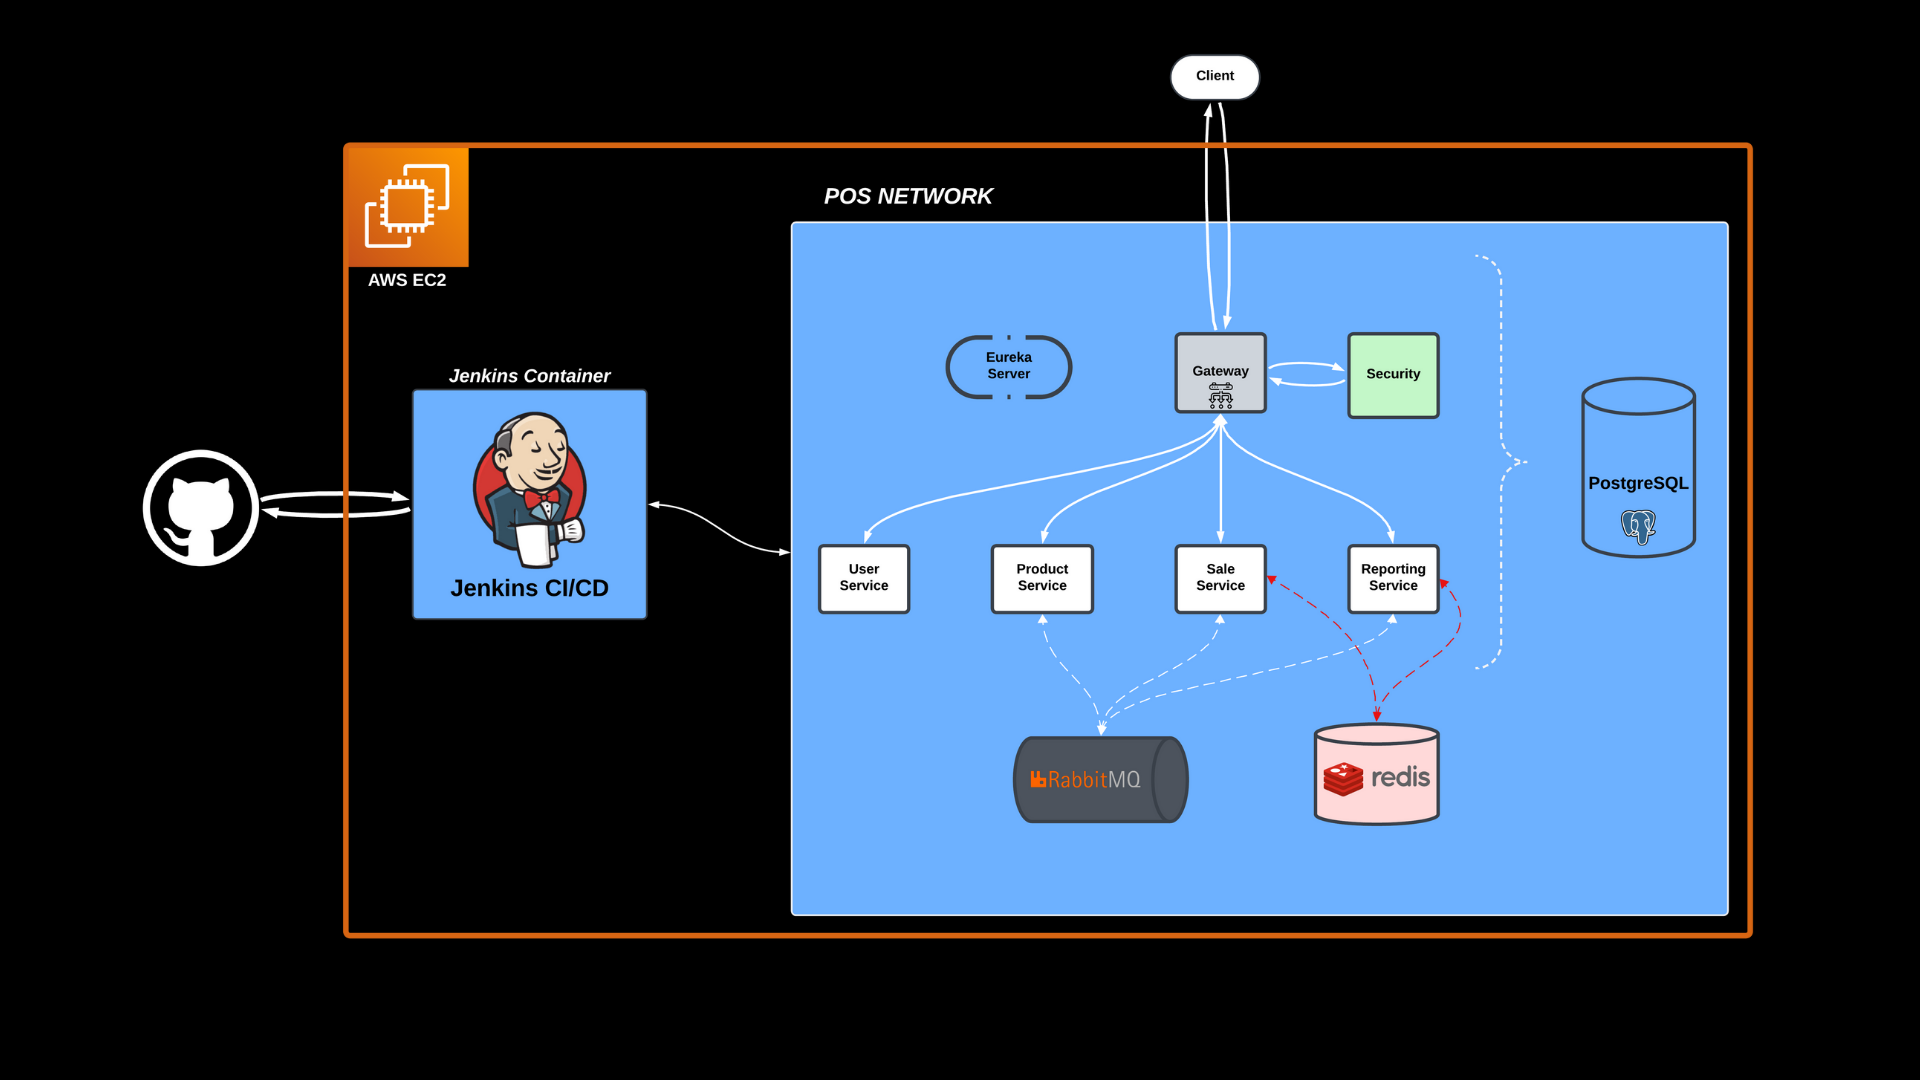 Client
POS NETWORK
AWS EC2
Eureka
Server
Gateway
Security
Jenkins Container
PostgreSQL
Jenkins CI/CD
User
Service
Product
Service
Sale
Service
Reporting
Service
RabbitMQ
redis